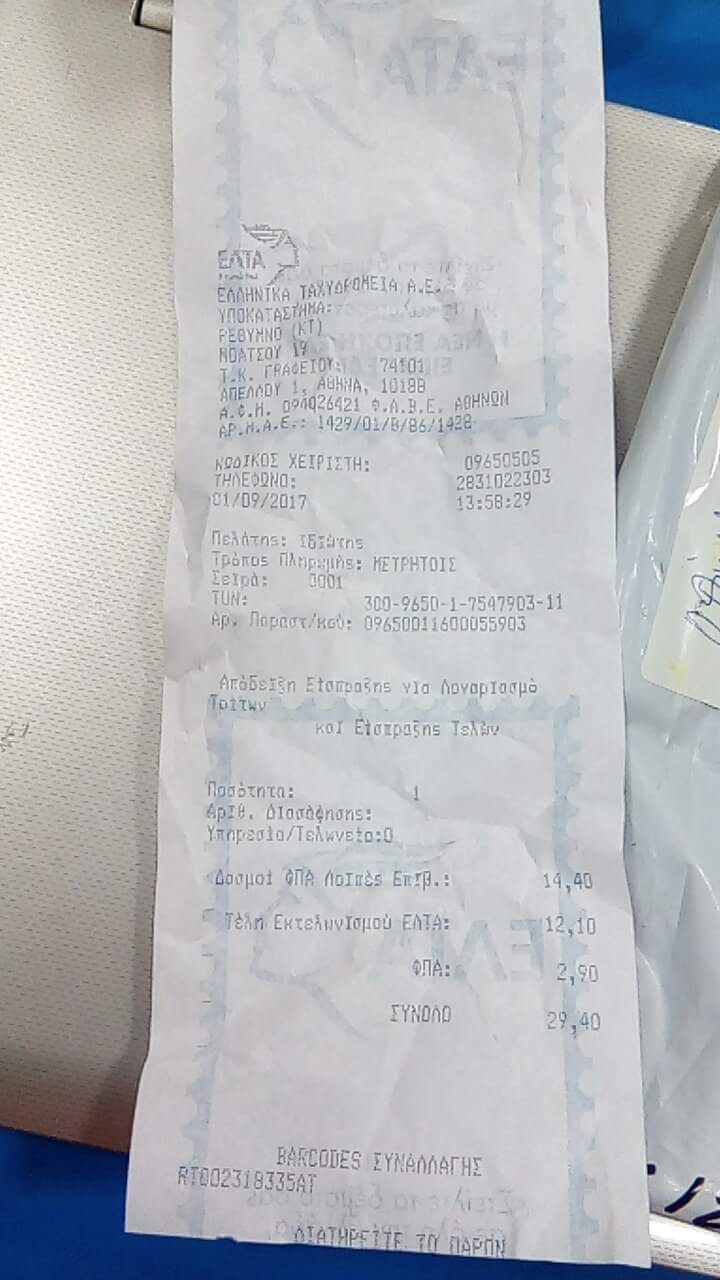 ΕΛΤΑ
ΕΛΤΑ
ΕΛΛΗΝΙΚΑ ΤΑΧΥΔΡΟΜΕΙΑ Α.Ε.
ΥΠΟΚΑΤΑΣΤΗΜΑ:
ΡΕΘΥΜΝΟ (ΚΤ)
ΜΟΑΤΣΟΥ 19
Τ.Κ. ΓΡΑΦΕΙΟΥ: 74101
ΑΠΕΛΛΟΥ 1, ΑΘΗΝΑ, 10188
Α.Φ.Μ. 094026421 Φ.Α.Β.Ε. ΑΘΗΝΩΝ
ΑΡ.Μ.Α.Ε.: 1429/01/Β/86/1428
ΚΩΔΙΚΟΣ ΧΕΙΡΙΣΤΗ: 09650505
ΤΗΛΕΦΩΝΟ: 2831022303
01/09/2017 13:58:29
Πελάτης: Ιδιώτης
Τρόπος Πληρωμής: ΜΕΤΡΗΤΟΙΣ
Σειρά: 0001
TUN: 300-9650-1-7547903-11
Αρ. Παραστ/κού: 09650011600055903
Απόδειξη Είσπραξης για Λογαριασμό
Τρίτων
και Είσπραξης Τελών
Ποσότητα: 1
Αριθ. Διασάφησης:
Υπηρεσία/Τελωνείο:0
Δασμοί ΦΠΑ Λοιπές Επιβ.: 14,40
Τέλη Εκτελωνισμού ΕΛΤΑ: 12,10
ΦΠΑ: 2,90
ΣΥΝΟΛΟ 29,40
ΕΛΤΑ
BARCODES ΣΥΝΑΛΛΑΓΗΣ
RT002318335AT
ΔΙΑΤΗΡΕΙΤΕ ΤΟ ΠΑΡΟΝ